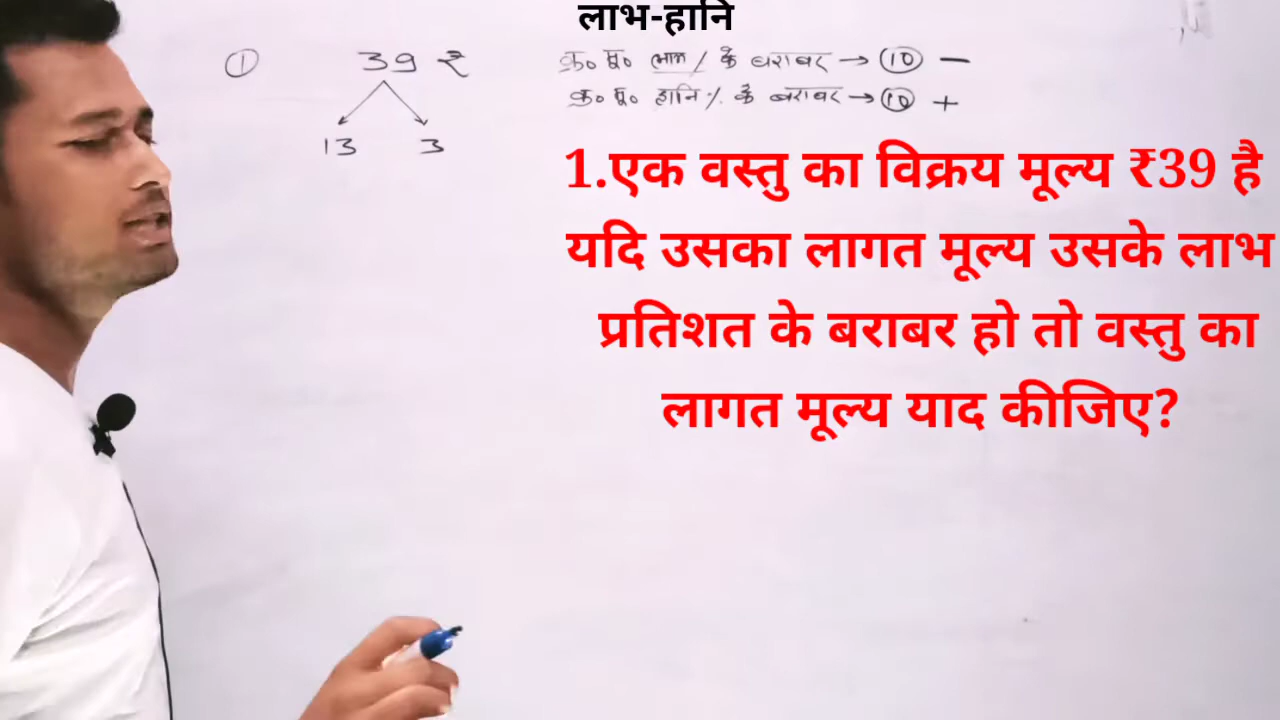 लाभ-हानि
① 39 ₹
13 3
क्र० मू० लाभ / के बराबर → ⑩ −
क्र० मू० हानि ٪ के बराबर → ⑩ +
1.एक वस्तु का विक्रय मूल्य ₹39 है
यदि उसका लागत मूल्य उसके लाभ
प्रतिशत के बराबर हो तो वस्तु का
लागत मूल्य याद कीजिए?